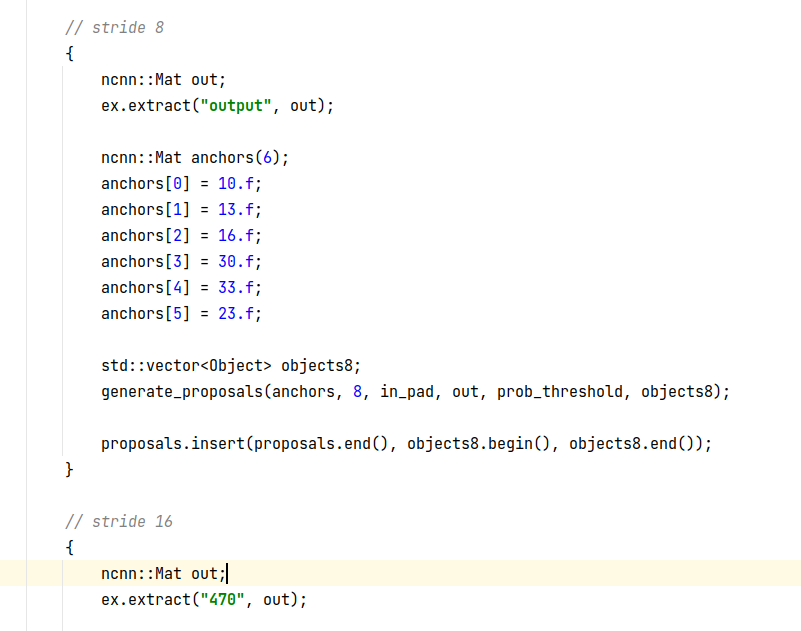 // stride 8
{
ncnn::Mat out;
ex.extract("output", out);
ncnn::Mat anchors(6);
anchors[0] = 10.f;
anchors[1] = 13.f;
anchors[2] = 16.f;
anchors[3] = 30.f;
anchors[4] = 33.f;
anchors[5] = 23.f;
std::vector<Object> objects8;
generate_proposals(anchors, 8, in_pad, out, prob_threshold, objects8);
proposals.insert(proposals.end(), objects8.begin(), objects8.end());
}
// stride 16
{
ncnn::Mat out;
ex.extract("470", out);